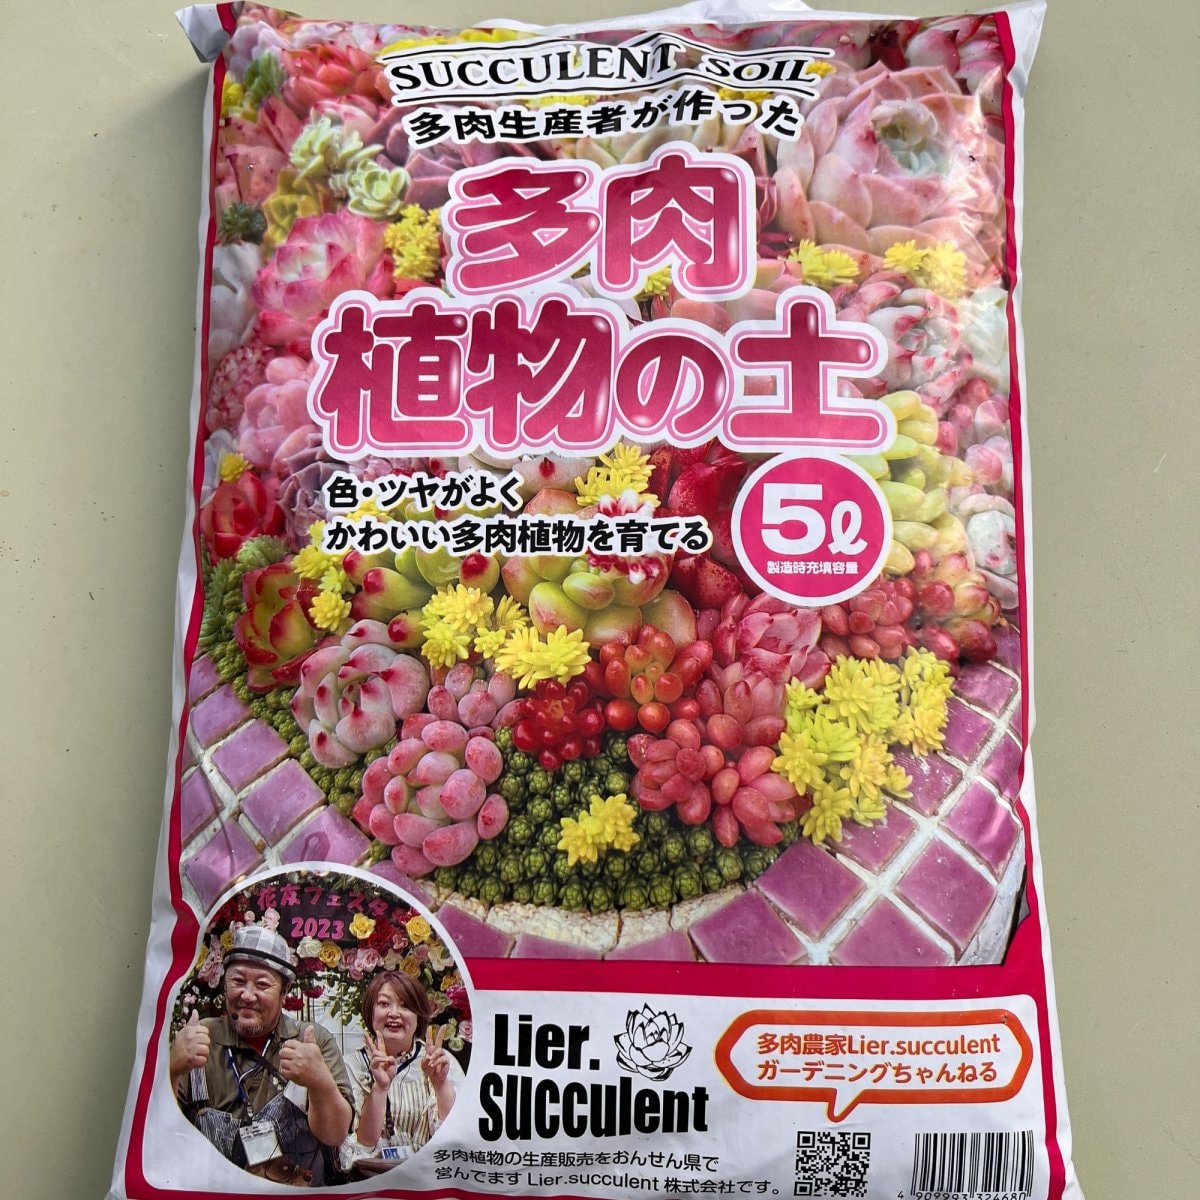 SUCCULENT SOIL
多肉生産者が作った
多肉
植物の土
色・ツヤがよく
かわいい多肉植物を育てる
5ℓ
製造時充填容量
花友フェスタ
2023
Lier.
succulent
多肉農家Lier.succulent
ガーデニングちゃんねる
多肉植物の生産販売をおんせん県で
営んでます Lier.succulent 株式会社です。
4 909993 324680